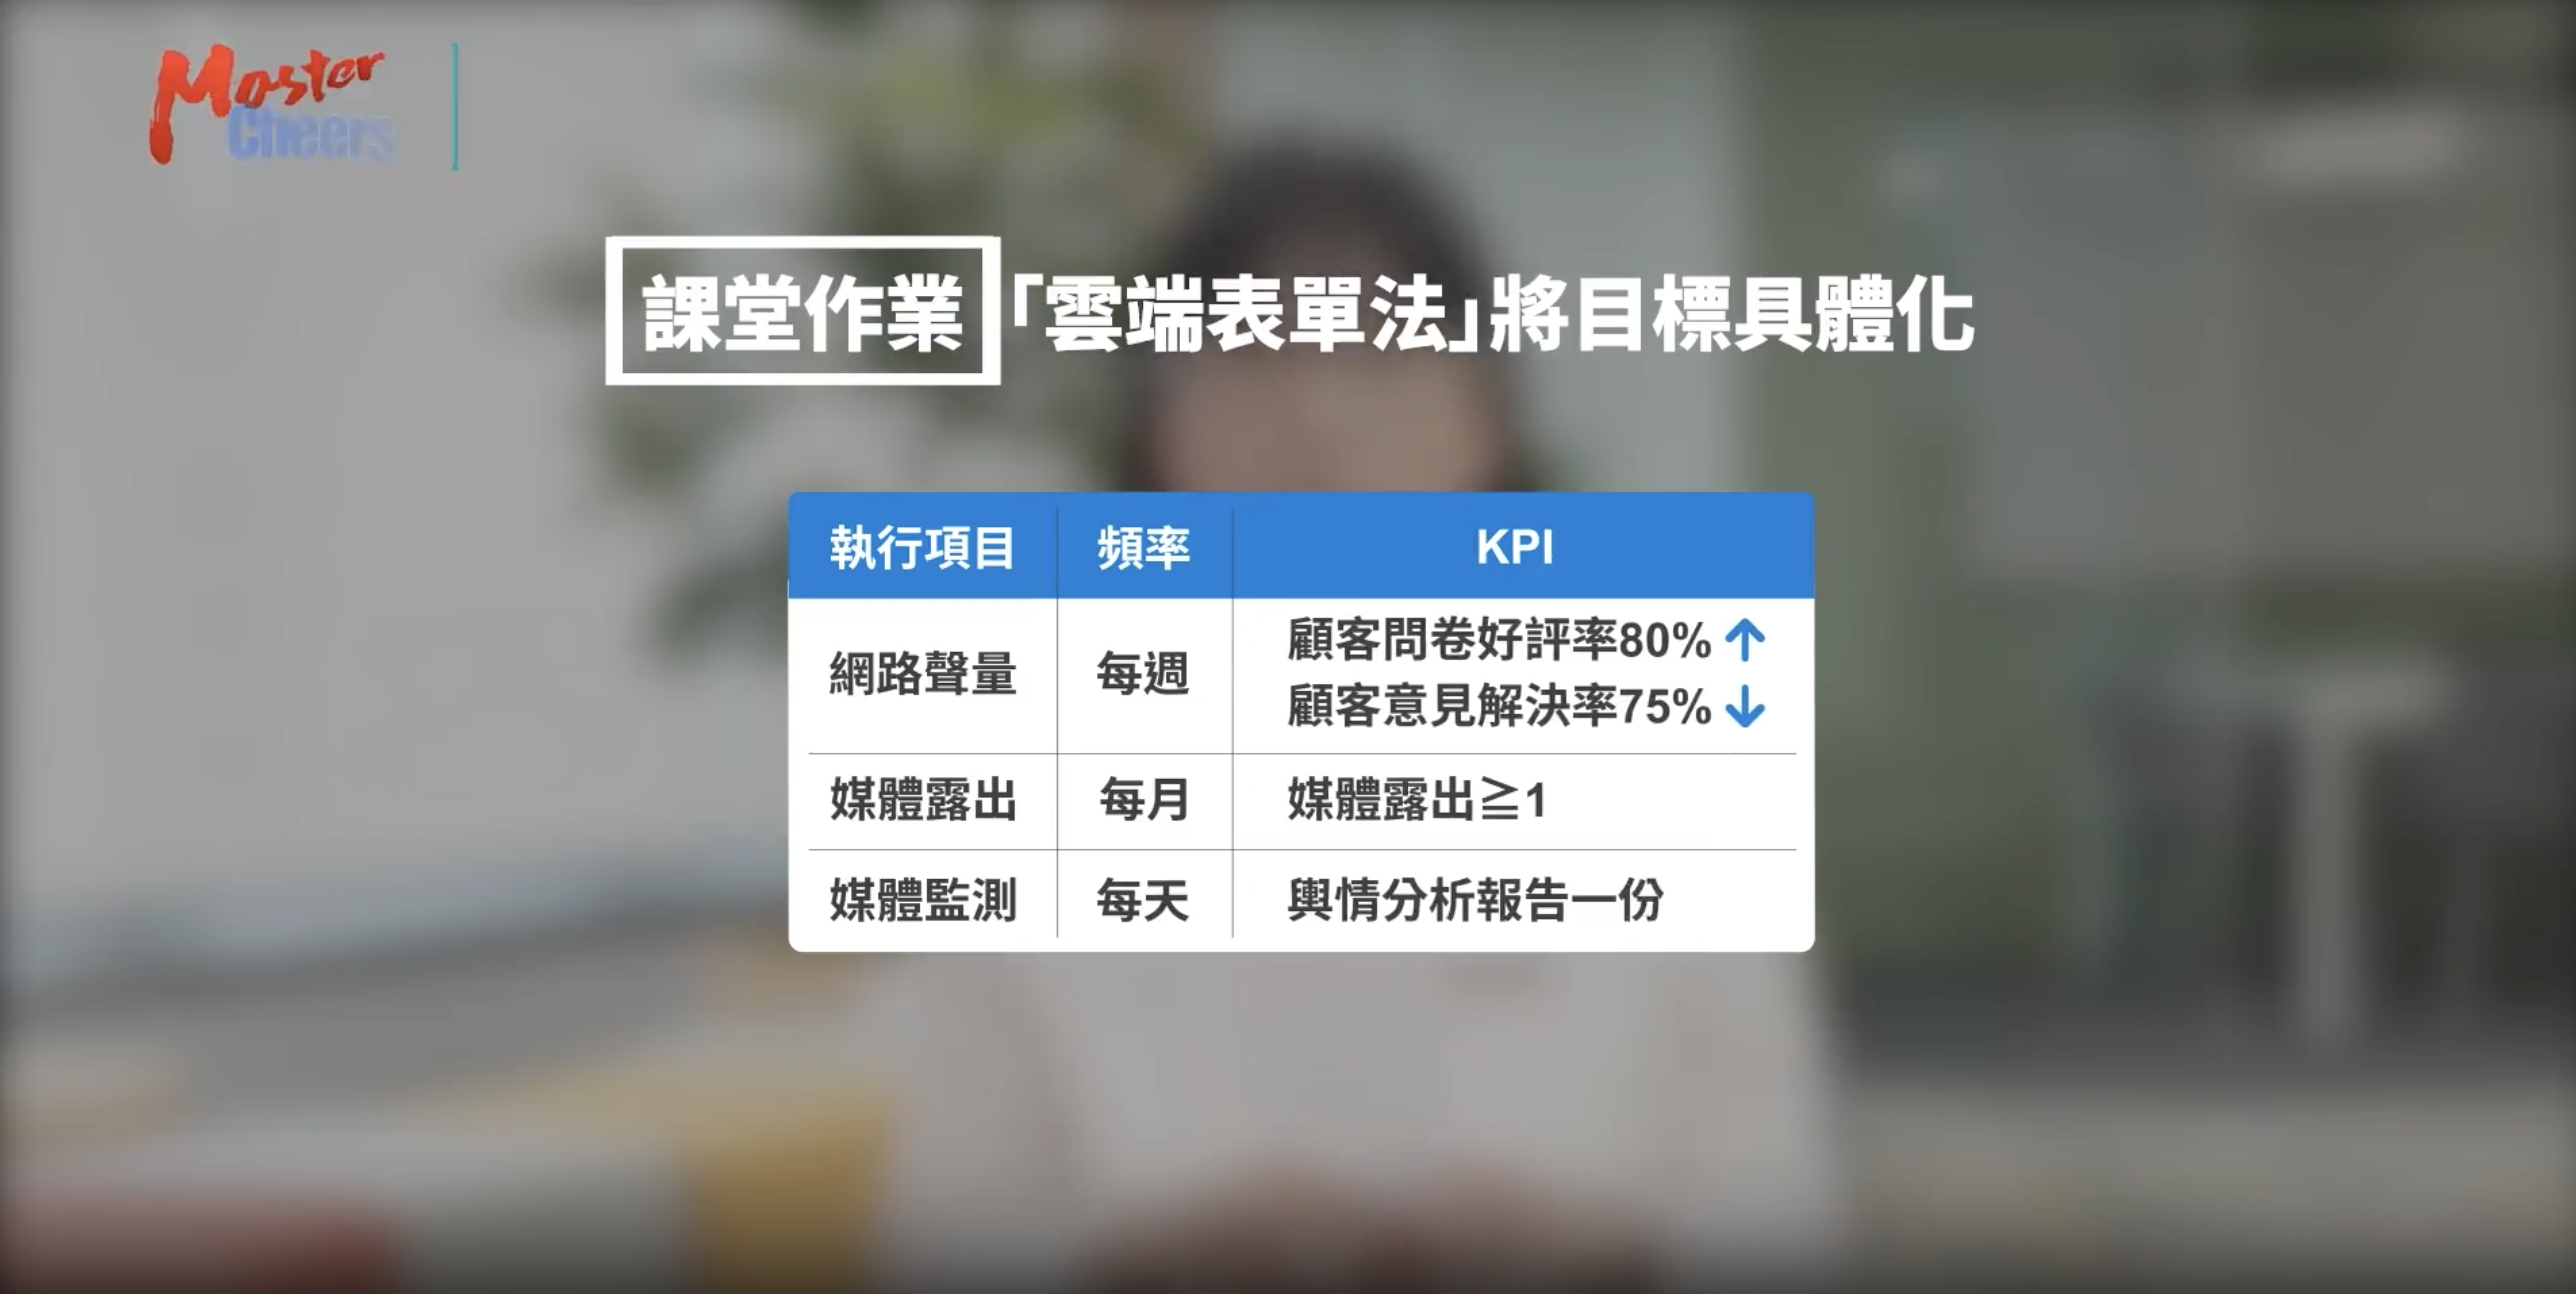 Master
Cheers
課堂作業「雲端表單法」將目標具體化
執行項目 頻率 KPI
網路聲量 每週 顧客問卷好評率80%↑
顧客意見解決率75%↓
媒體露出 每月 媒體露出≧1
媒體監測 每天 輿情分析報告一份